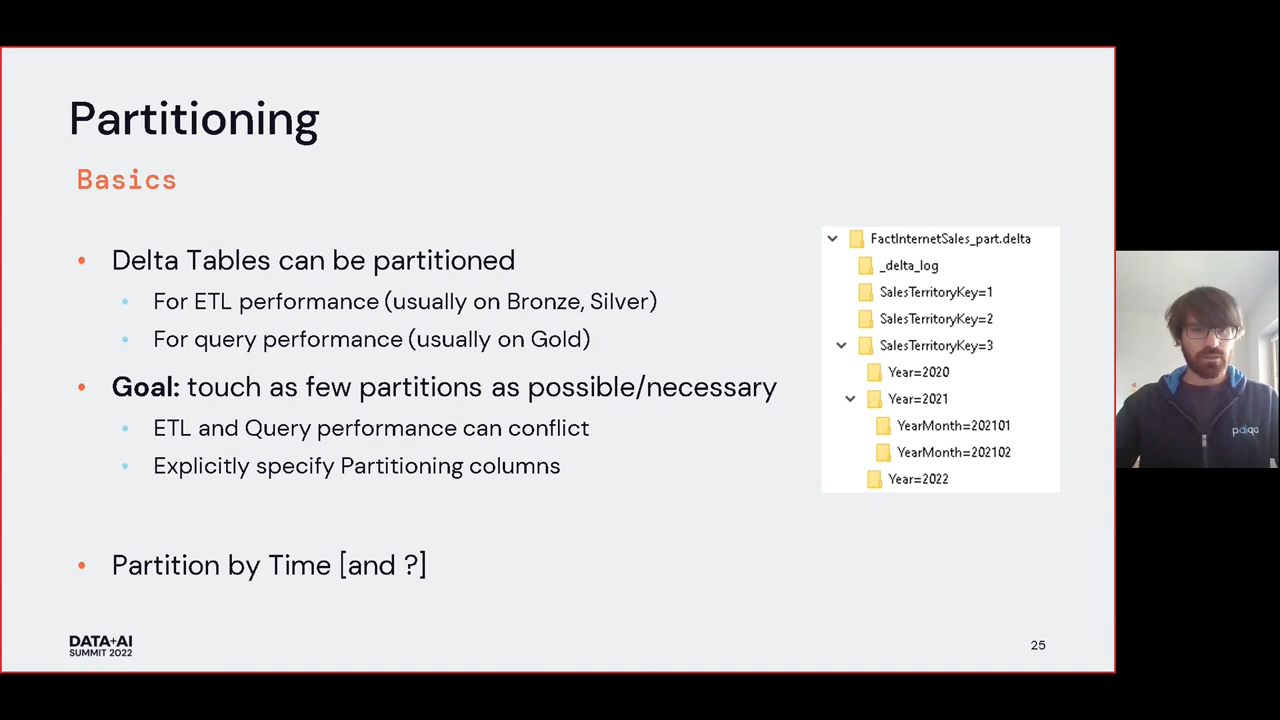 Partitioning
Basics
• Delta Tables can be partitioned
• For ETL performance (usually on Bronze, Silver)
• For query performance (usually on Gold)
• Goal: touch as few partitions as possible/necessary
• ETL and Query performance can conflict
• Explicitly specify Partitioning columns
• Partition by Time [and ?]
FactInternetSales_part.delta
_delta_log
SalesTerritoryKey=1
SalesTerritoryKey=2
SalesTerritoryKey=3
Year=2020
Year=2021
YearMonth=202101
YearMonth=202102
Year=2022
DATA+AI
SUMMIT 2022
25
paiqo